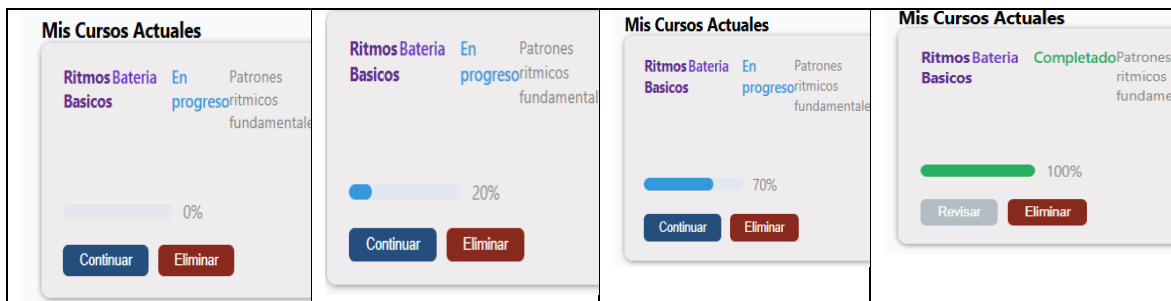 Mis Cursos Actuales
Ritmos Basicos
Bateria
En progreso
Patrones
ritmicos
fundamentale
0%
Continuar
Eliminar
Ritmos Basicos
Bateria
En progreso
Patrones
ritmicos
fundamental
20%
Continuar
Eliminar
Mis Cursos Actuales
Ritmos Basicos
Bateria
En progreso
Patrones
ritmicos
fundamentale
70%
Continuar
Eliminar
Mis Cursos Actuales
Ritmos Basicos
Bateria
Completado
Patrones
ritmicos
fundame
100%
Revisar
Eliminar